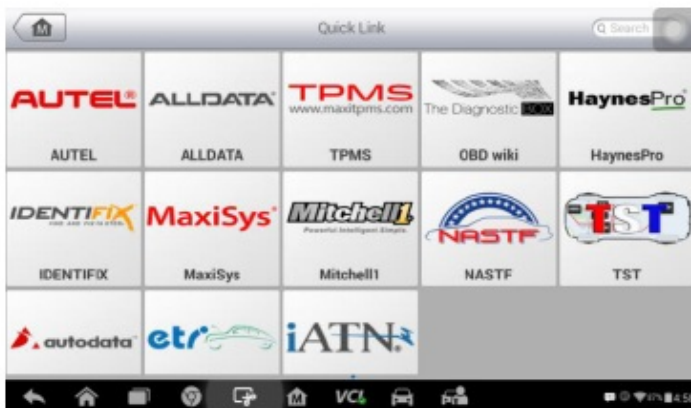 Quick Link
Search
AUTEL®
AUTEL
ALLDATA
ALLDATA
TPMS
www.maxitpms.com
TPMS
The Diagnostic BOX
OBD wiki
HaynesPro
HaynesPro
IDENTIFIX
IDENTIFIX
MaxiSys
MaxiSys
Mitchell1
Powerful Intelligent Simple.
Mitchell1
NASTF
NASTF
TST
TST
autodata
etr
iATN
VCI